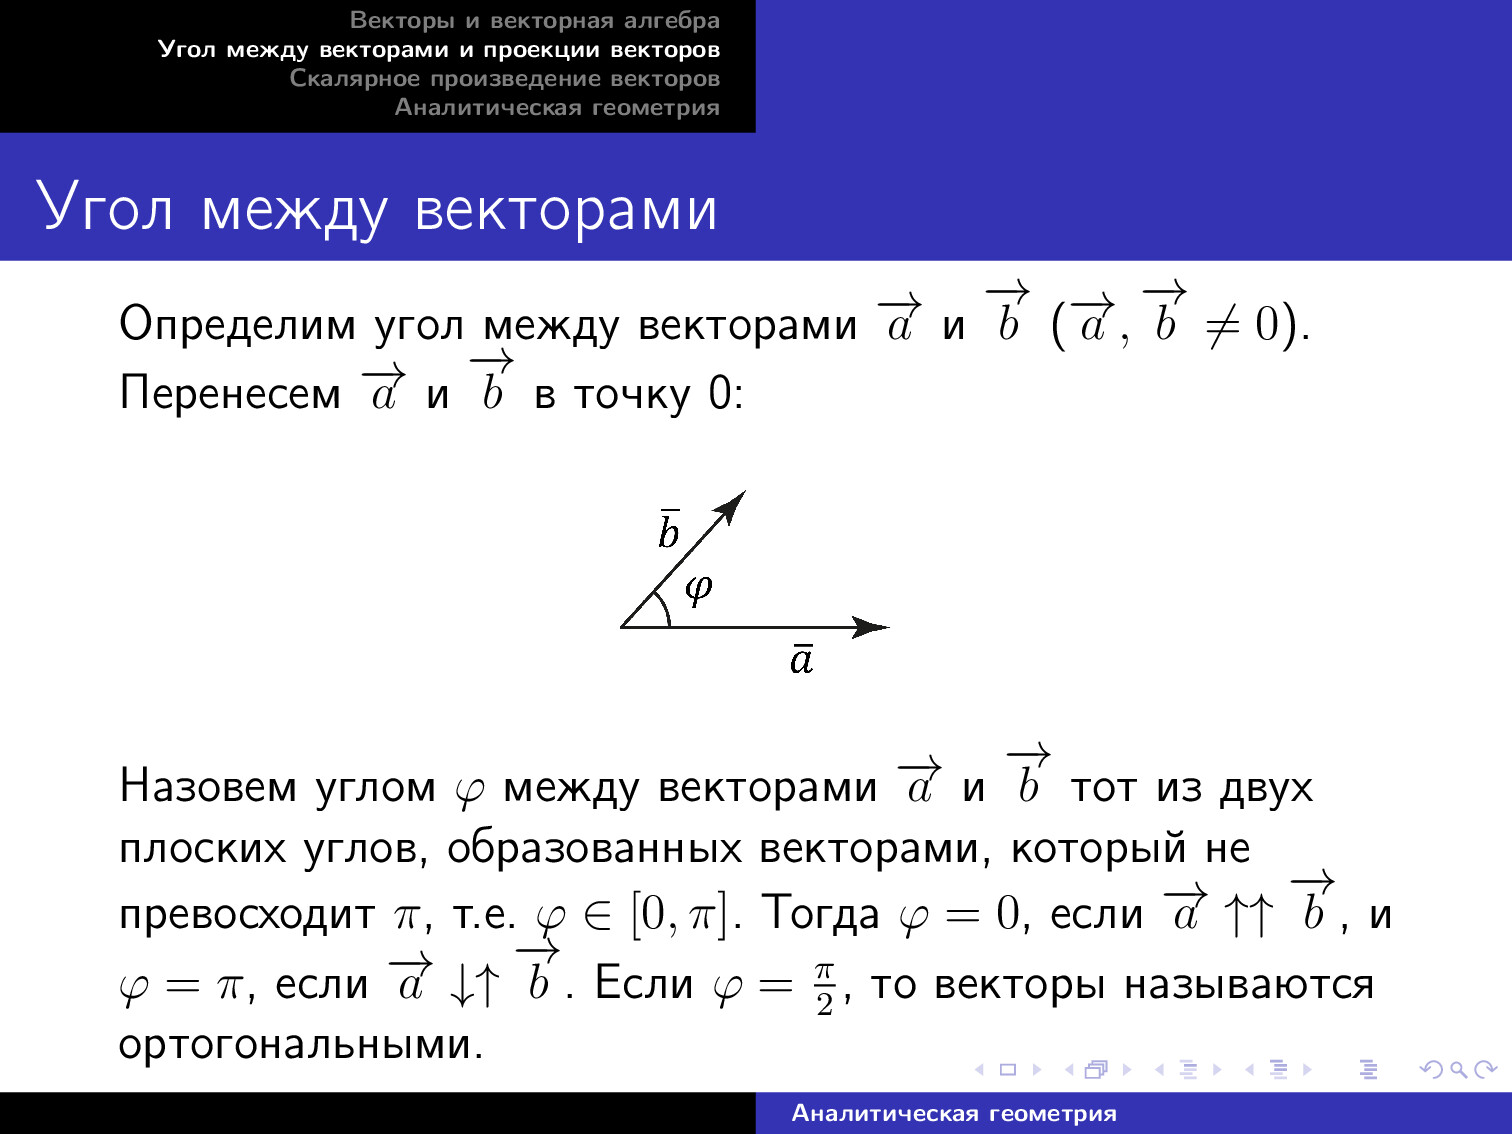 Векторы и векторная алгебра
Угол между векторами и проекции векторов
Скалярное произведение векторов
Аналитическая геометрия
Угол между векторами
Определим угол между векторами $\overrightarrow{a}$ и $\overrightarrow{b}$ ($\overrightarrow{a}, \overrightarrow{b} \neq 0$).
Перенесем $\overrightarrow{a}$ и $\overrightarrow{b}$ в точку 0:
$\bar{b}$
$\varphi$
$\bar{a}$
Назовем углом $\varphi$ между векторами $\overrightarrow{a}$ и $\overrightarrow{b}$ тот из двух
плоских углов, образованных векторами, который не
превосходит $\pi$, т.е. $\varphi \in [0, \pi]$. Тогда $\varphi = 0$, если $\overrightarrow{a} \uparrow\uparrow \overrightarrow{b}$, и
$\varphi = \pi$, если $\overrightarrow{a} \downarrow\uparrow \overrightarrow{b}$. Если $\varphi = \frac{\pi}{2}$, то векторы называются
ортогональными.
Аналитическая геометрия